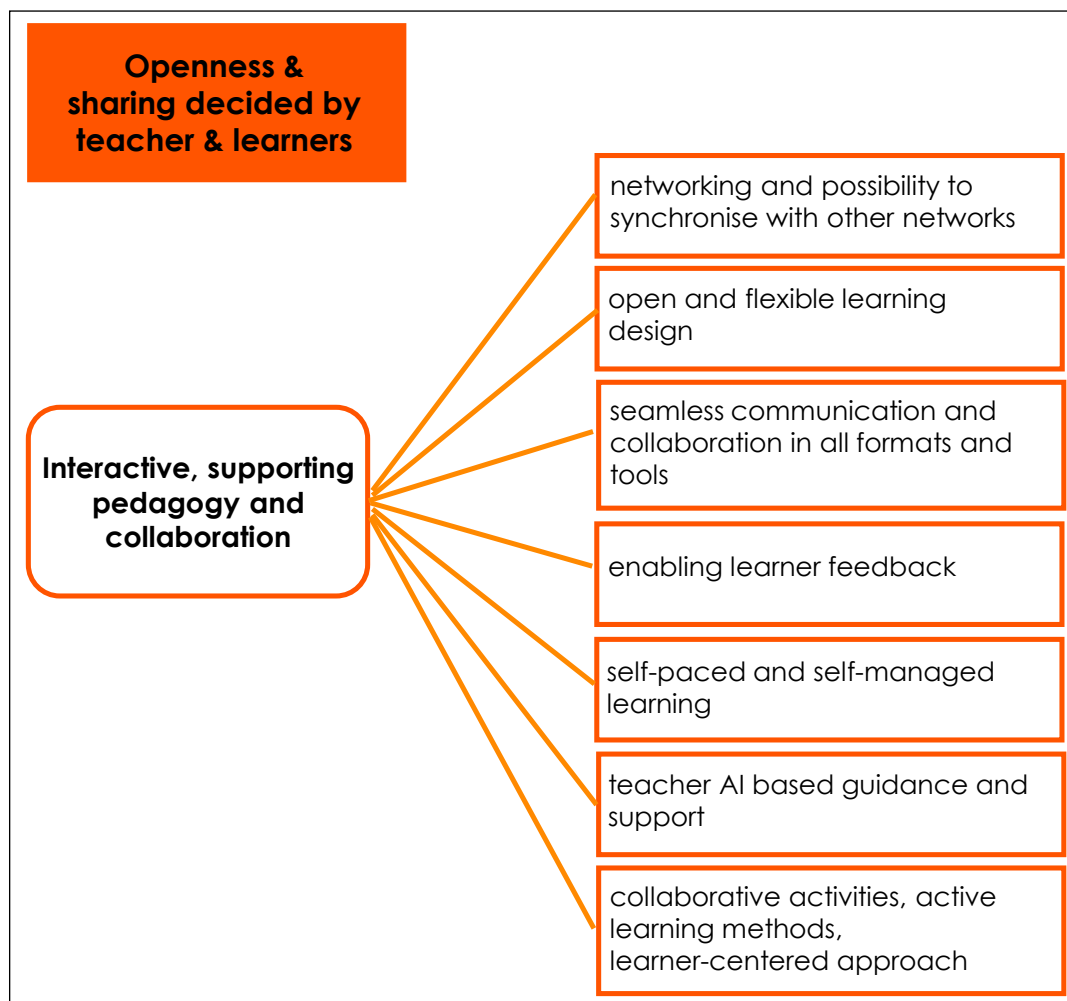 Openness &
sharing decided by
teacher & learners
Interactive, supporting
pedagogy and
collaboration
networking and possibility to
synchronise with other networks
open and flexible learning
design
seamless communication and
collaboration in all formats and
tools
enabling learner feedback
self-paced and self-managed
learning
teacher AI based guidance and
support
collaborative activities, active
learning methods,
learner-centered approach